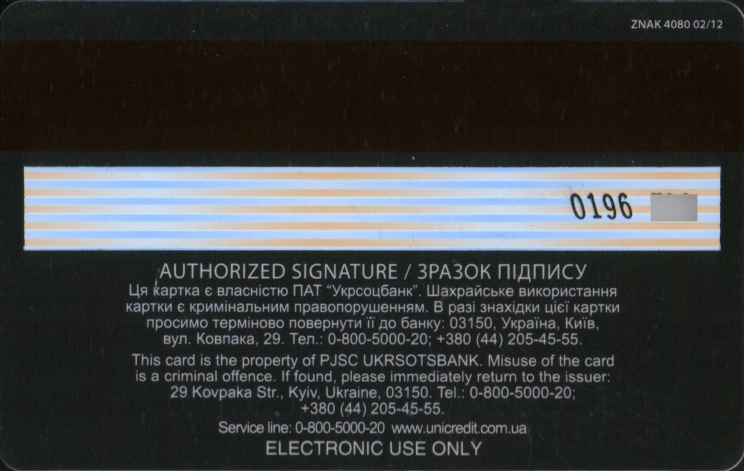 ZNAK 4080 02/12
0196
AUTHORIZED SIGNATURE / ЗРАЗОК ПІДПИСУ
Ця картка є власністю ПАТ "Укрсоцбанк". Шахрайське використання
картки є кримінальним правопорушенням. В разі знахідки цієї картки
просимо терміново повернути її до банку: 03150, Україна, Київ,
вул. Ковпака, 29. Тел.: 0-800-5000-20; +380 (44) 205-45-55.
This card is the property of PJSC UKRSOTSBANK. Misuse of the card
is a criminal offence. If found, please immediately return to the issuer:
29 Kovpaka Str., Kyiv, Ukraine, 03150. Tel.: 0-800-5000-20;
+380 (44) 205-45-55.
Service line: 0-800-5000-20 www.unicredit.com.ua
ELECTRONIC USE ONLY